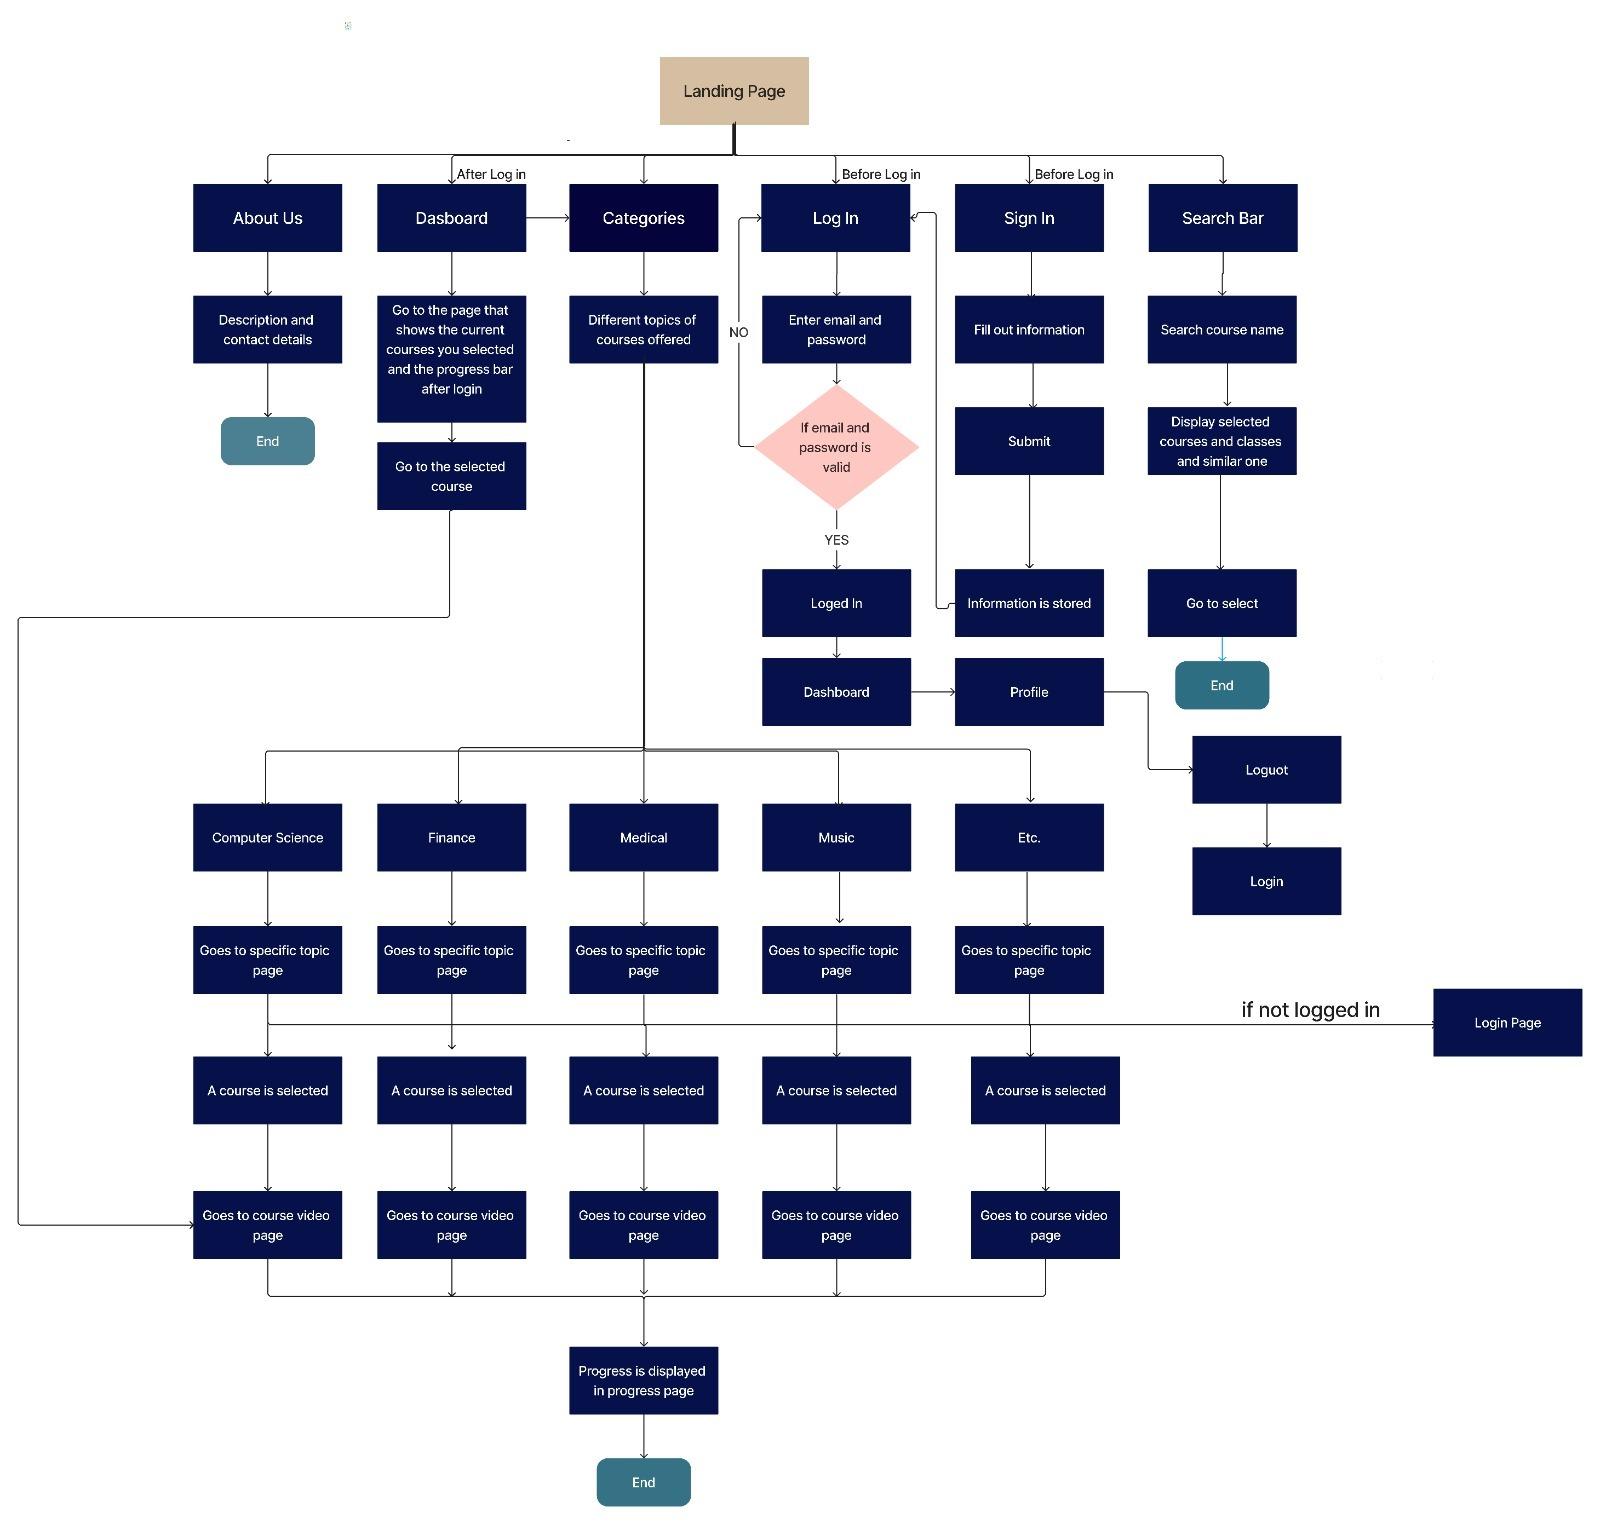 Landing Page
After Log in
Before Log in
Before Log in
About Us
Dasboard
Categories
Log In
Sign In
Search Bar
Description and
contact details
Go to the page that
shows the current
courses you selected
and the progress bar
after login
Different topics of
courses offered
NO
Enter email and
password
Fill out information
Search course name
End
Go to the selected
course
If email and
password is
valid
Submit
Display selected
courses and classes
and similar one
YES
Loged In
Information is stored
Go to select
Dashboard
Profile
End
Loguot
Login
Computer Science
Finance
Medical
Music
Etc.
Goes to specific topic
page
Goes to specific topic
page
Goes to specific topic
page
Goes to specific topic
page
Goes to specific topic
page
if not logged in
Login Page
A course is selected
A course is selected
A course is selected
A course is selected
A course is selected
Goes to course video
page
Goes to course video
page
Goes to course video
page
Goes to course video
page
Goes to course video
page
Progress is displayed
in progress page
End